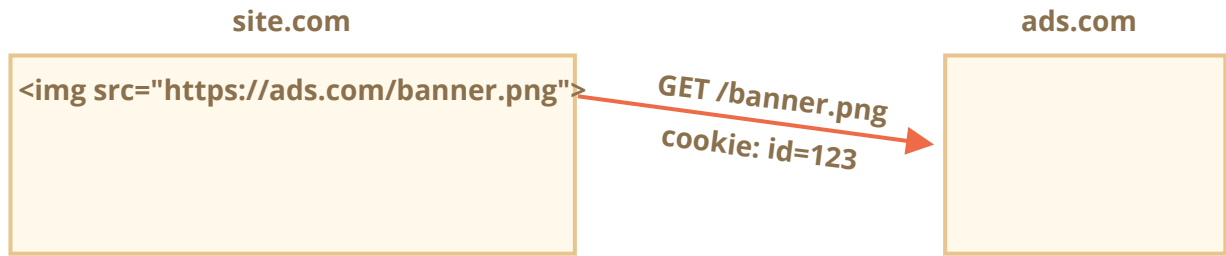 site.com
ads.com
<img src="https://ads.com/banner.png">
GET /banner.png
cookie: id=123